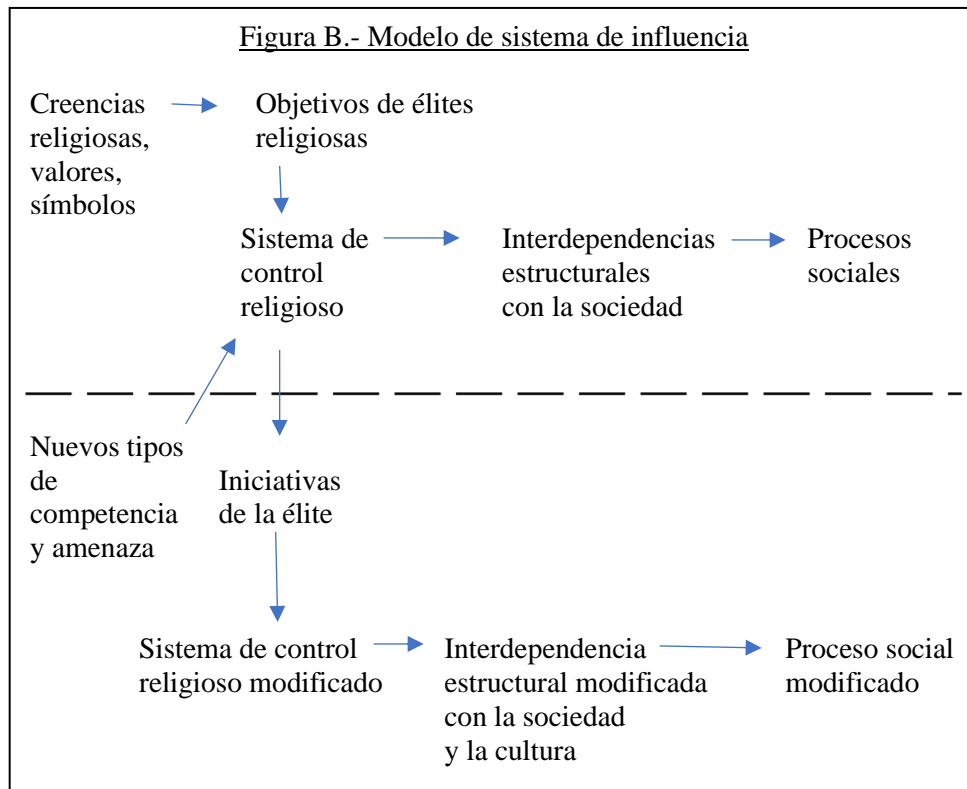 Figura B.- Modelo de sistema de influencia
Creencias
religiosas,
valores,
símbolos
Objetivos de élites
religiosas
Sistema de
control
religioso
Interdependencias
estructurales
con la sociedad
Procesos
sociales
Nuevos tipos
de
competencia
y amenaza
Iniciativas
de la élite
Sistema de control
religioso modificado
Interdependencia
estructural modificada
con la sociedad
y la cultura
Proceso social
modificado